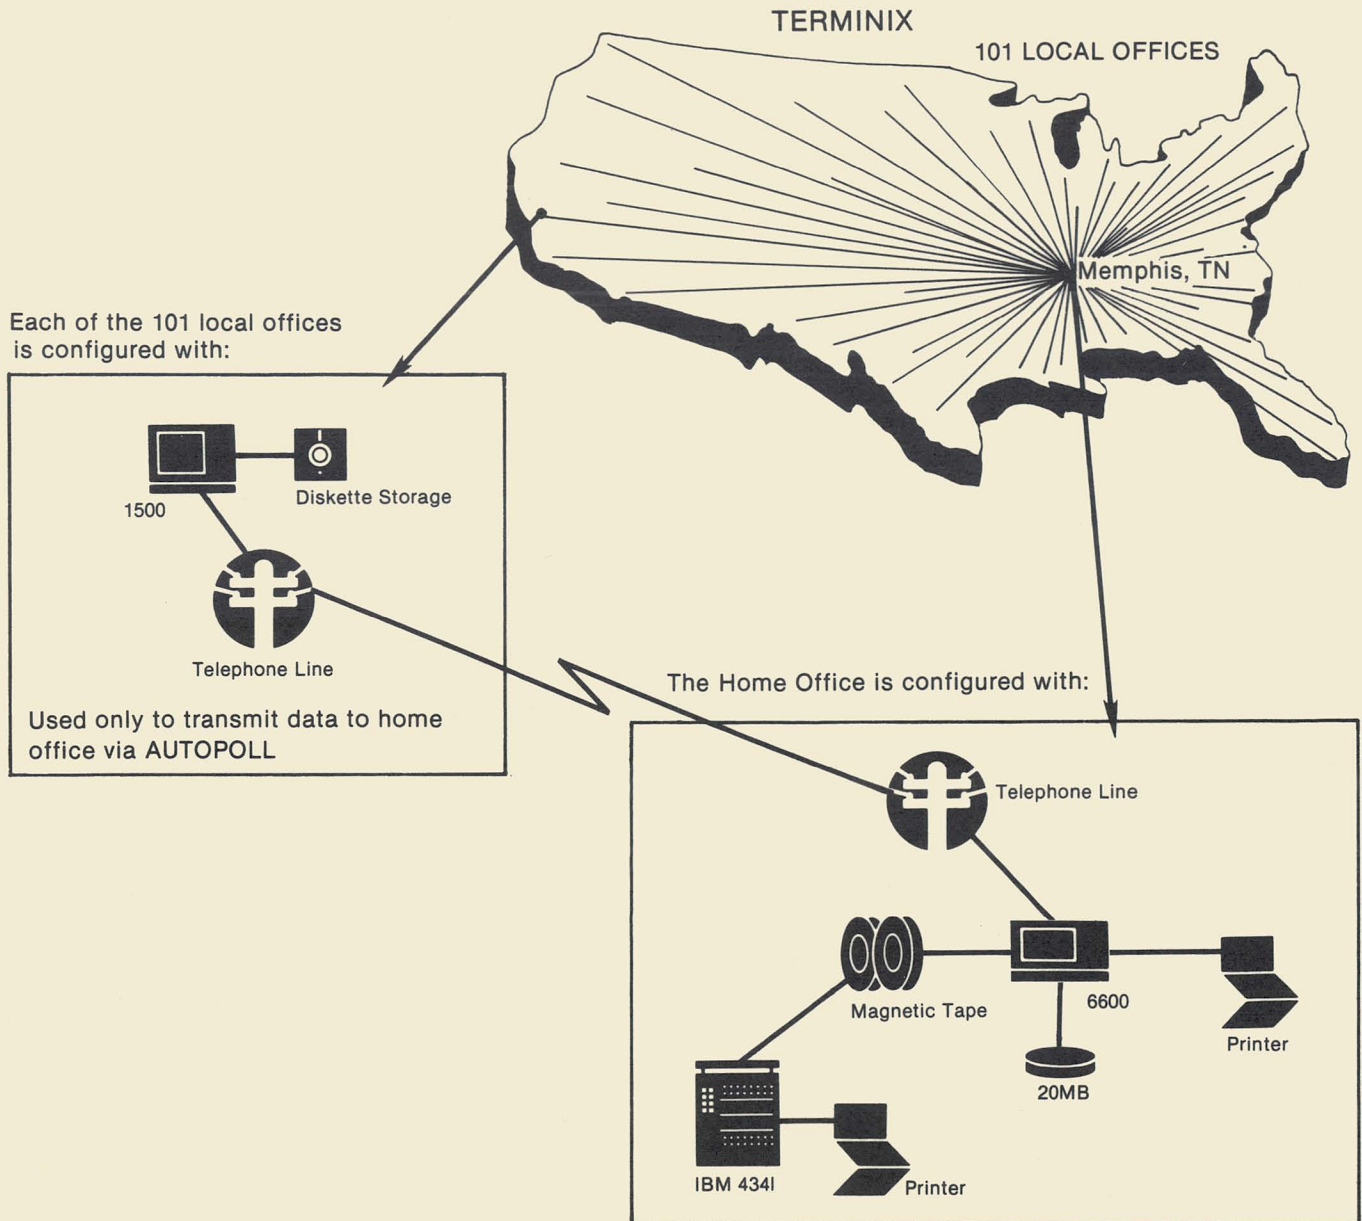 TERMINIX
101 LOCAL OFFICES
Memphis, TN
Each of the 101 local offices
is configured with:
1500
Diskette Storage
Telephone Line
Used only to transmit data to home
office via AUTOPOLL
The Home Office is configured with:
Telephone Line
Magnetic Tape
6600
Printer
20MB
IBM 4341
Printer